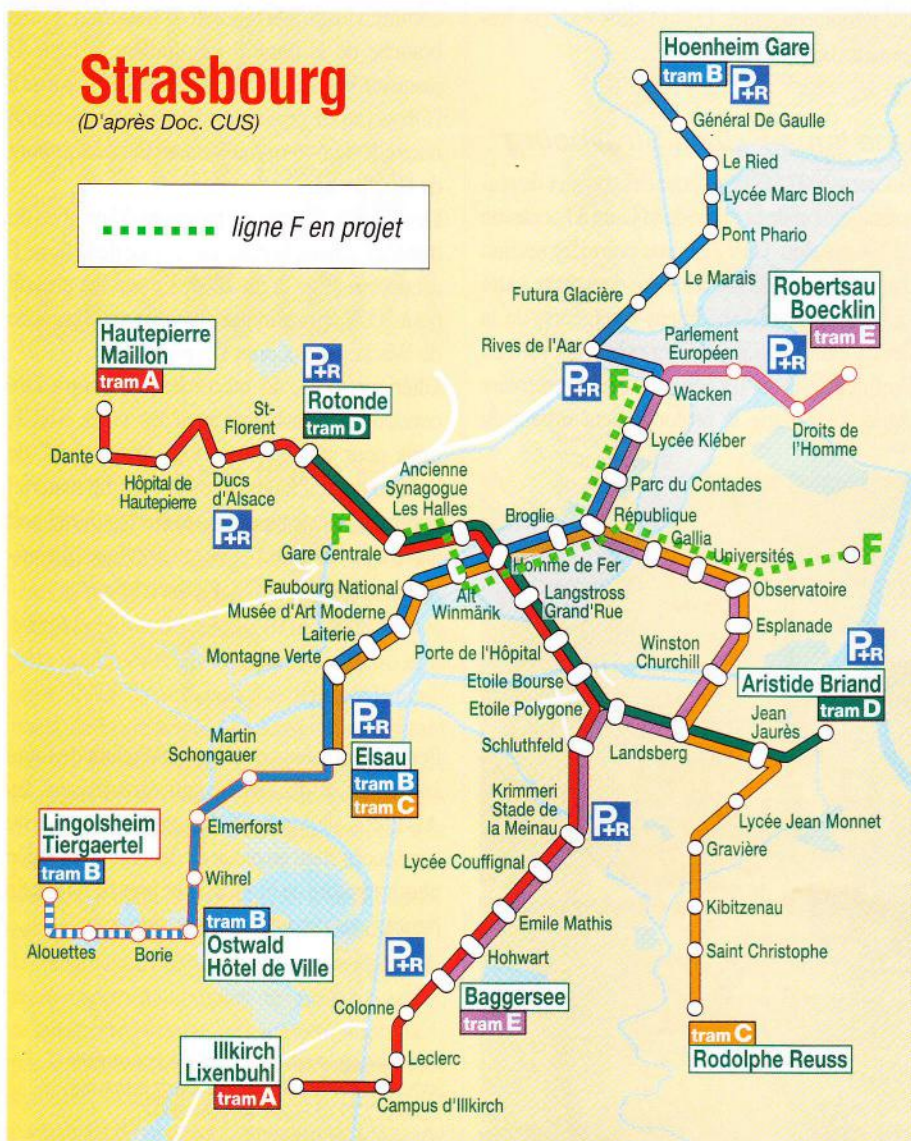 Strasbourg
(D'après Doc. CUS)
ligne F en projet
Hoenheim Gare
tram B
P+R
Général De Gaulle
Le Ried
Lycée Marc Bloch
Pont Phario
Le Marais
Futura Glacière
Rives de l'Aar
P+R
Robertsau
Boecklin
tram E
P+R
Parlement
Européen
Wacken
Droits de
l'Homme
F
Lycée Kléber
Parc du Contades
République
Gallia
Universités
F
Observatoire
Esplanade
Winston
Churchill
Hautepierre
Maillon
tram A
Dante
Hôpital de
Hautepierre
Ducs
d'Alsace
P+R
St-
Florent
P+R
Rotonde
tram D
F
Gare Centrale
Ancienne
Synagogue
Les Halles
Broglie
Homme de Fer
Faubourg National
Alt
Winmärik
Musée d'Art Moderne
Laiterie
Montagne Verte
Langstross
Grand'Rue
Porte de l'Hôpital
Etoile Bourse
Etoile Polygone
Schluthfeld
Landsberg
P+R
Aristide Briand
tram D
Jean
Jaurès
Lycée Jean Monnet
Gravière
Kibitzenau
Saint Christophe
tram C
Rodolphe Reuss
P+R
Elsau
tram B
tram C
Martin
Schongauer
Elmerforst
Wihrel
tram B
Ostwald
Hôtel de Ville
Lingolsheim
Tiergaertel
tram B
Alouettes
Borie
Krimmeri
Stade de
la Meinau
P+R
Lycée Couffignal
Emile Mathis
Hohwart
P+R
Baggersee
tram E
Colonne
Leclerc
Illkirch
Lixenbuhl
tram A
Campus d'Illkirch